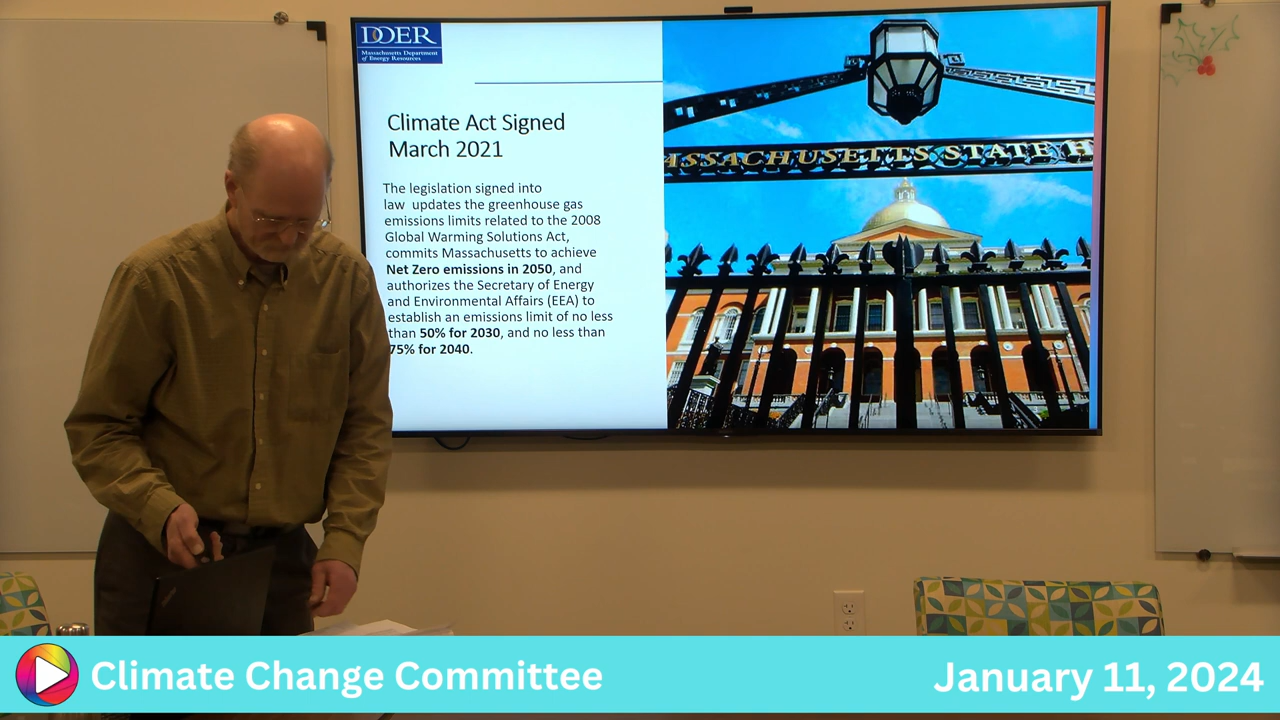 DOER
Massachusetts Department
of Energy Resources
Climate Act Signed
March 2021
The legislation signed into
law updates the greenhouse gas
emissions limits related to the 2008
Global Warming Solutions Act,
commits Massachusetts to achieve
Net Zero emissions in 2050, and
authorizes the Secretary of Energy
and Environmental Affairs (EEA) to
establish an emissions limit of no less
than 50% for 2030, and no less than
75% for 2040.
ASSACHUSETTS STATE H
Climate Change Committee
January 11, 2024